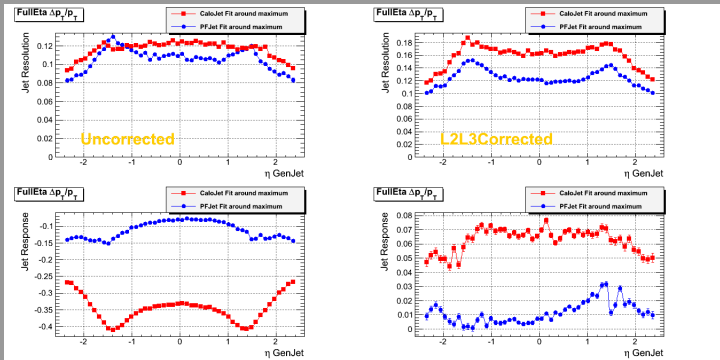 FullEta Δp_T/p_T
CaloJet Fit around maximum
PFJet Fit around maximum
Jet Resolution
0.12
0.1
0.08
0.06
0.04
0.02
0
Uncorrected
-2 -1 0 1 2
η GenJet
FullEta Δp_T/p_T
CaloJet Fit around maximum
PFJet Fit around maximum
Jet Resolution
0.18
0.16
0.14
0.12
0.1
0.08
0.06
0.04
0.02
0
L2L3Corrected
-2 -1 0 1 2
η GenJet
FullEta Δp_T/p_T
CaloJet Fit around maximum
PFJet Fit around maximum
Jet Response
-0.1
-0.15
-0.2
-0.25
-0.3
-0.35
-0.4
-2 -1 0 1 2
η GenJet
FullEta Δp_T/p_T
CaloJet Fit around maximum
PFJet Fit around maximum
Jet Response
0.08
0.07
0.06
0.05
0.04
0.03
0.02
0.01
0
-2 -1 0 1 2
η GenJet